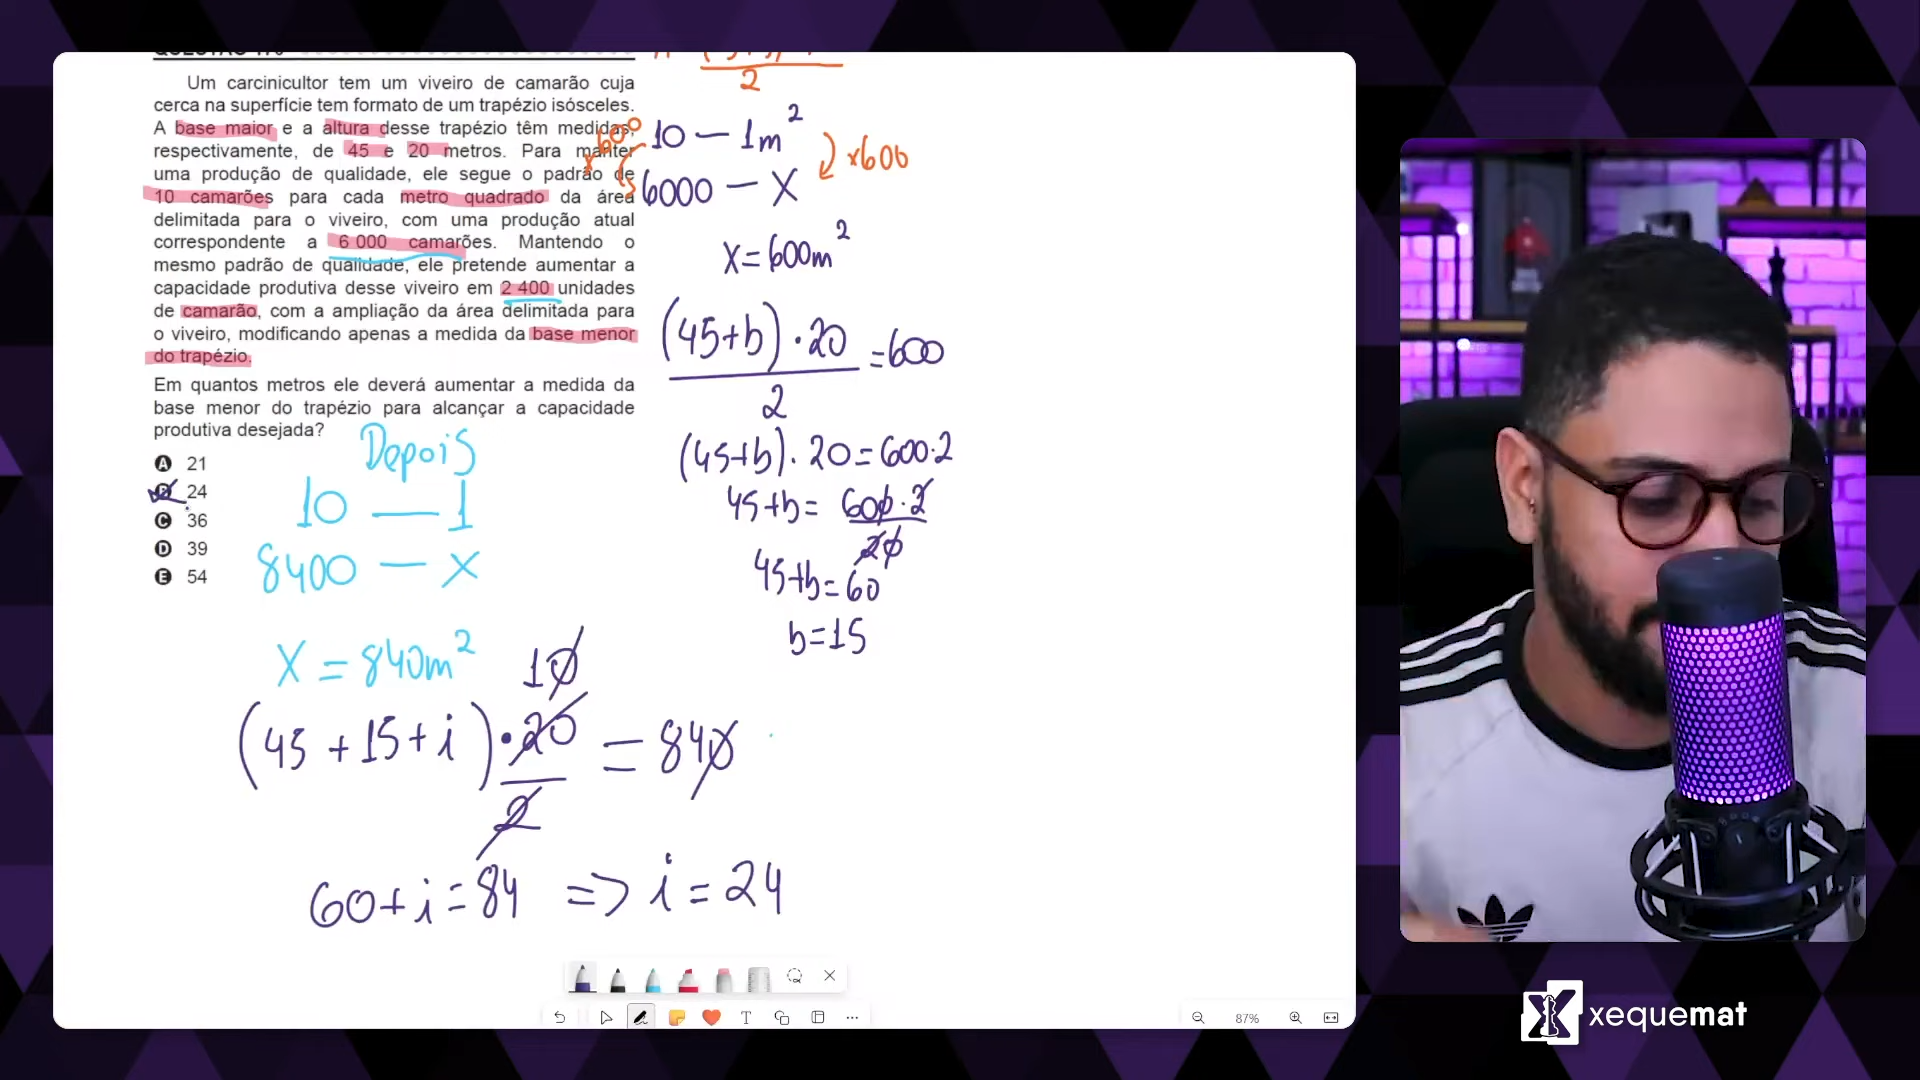 Um carcinicultor tem um viveiro de camarão cuja
cerca na superfície tem formato de um trapézio isósceles.
A base maior e a altura desse trapézio têm medidas,
respectivamente, de 45 e 20 metros. Para manter
uma produção de qualidade, ele segue o padrão de
10 camarões para cada metro quadrado da área
delimitada para o viveiro, com uma produção atual
correspondente a 6 000 camarões. Mantendo o
mesmo padrão de qualidade, ele pretende aumentar a
capacidade produtiva desse viveiro em 2 400 unidades
de camarão, com a ampliação da área delimitada para
o viveiro, modificando apenas a medida da base menor
do trapézio.
Em quantos metros ele deverá aumentar a medida da
base menor do trapézio para alcançar a capacidade
produtiva desejada?
A 21
24
C 36
D 39
E 54
Depois
10 — 1
8400 — X
X = 840m²
10
(45 + 15 + i) · 20 = 840
2
60 + i = 84 => i = 24
2
x600
10 — 1m²
x600
6000 — X
X = 600m²
(45+b) · 20 = 600
2
(45+b) · 20 = 600·2
45+b = 600·2
20
45+b = 60
b = 15
T
87%
xequemat